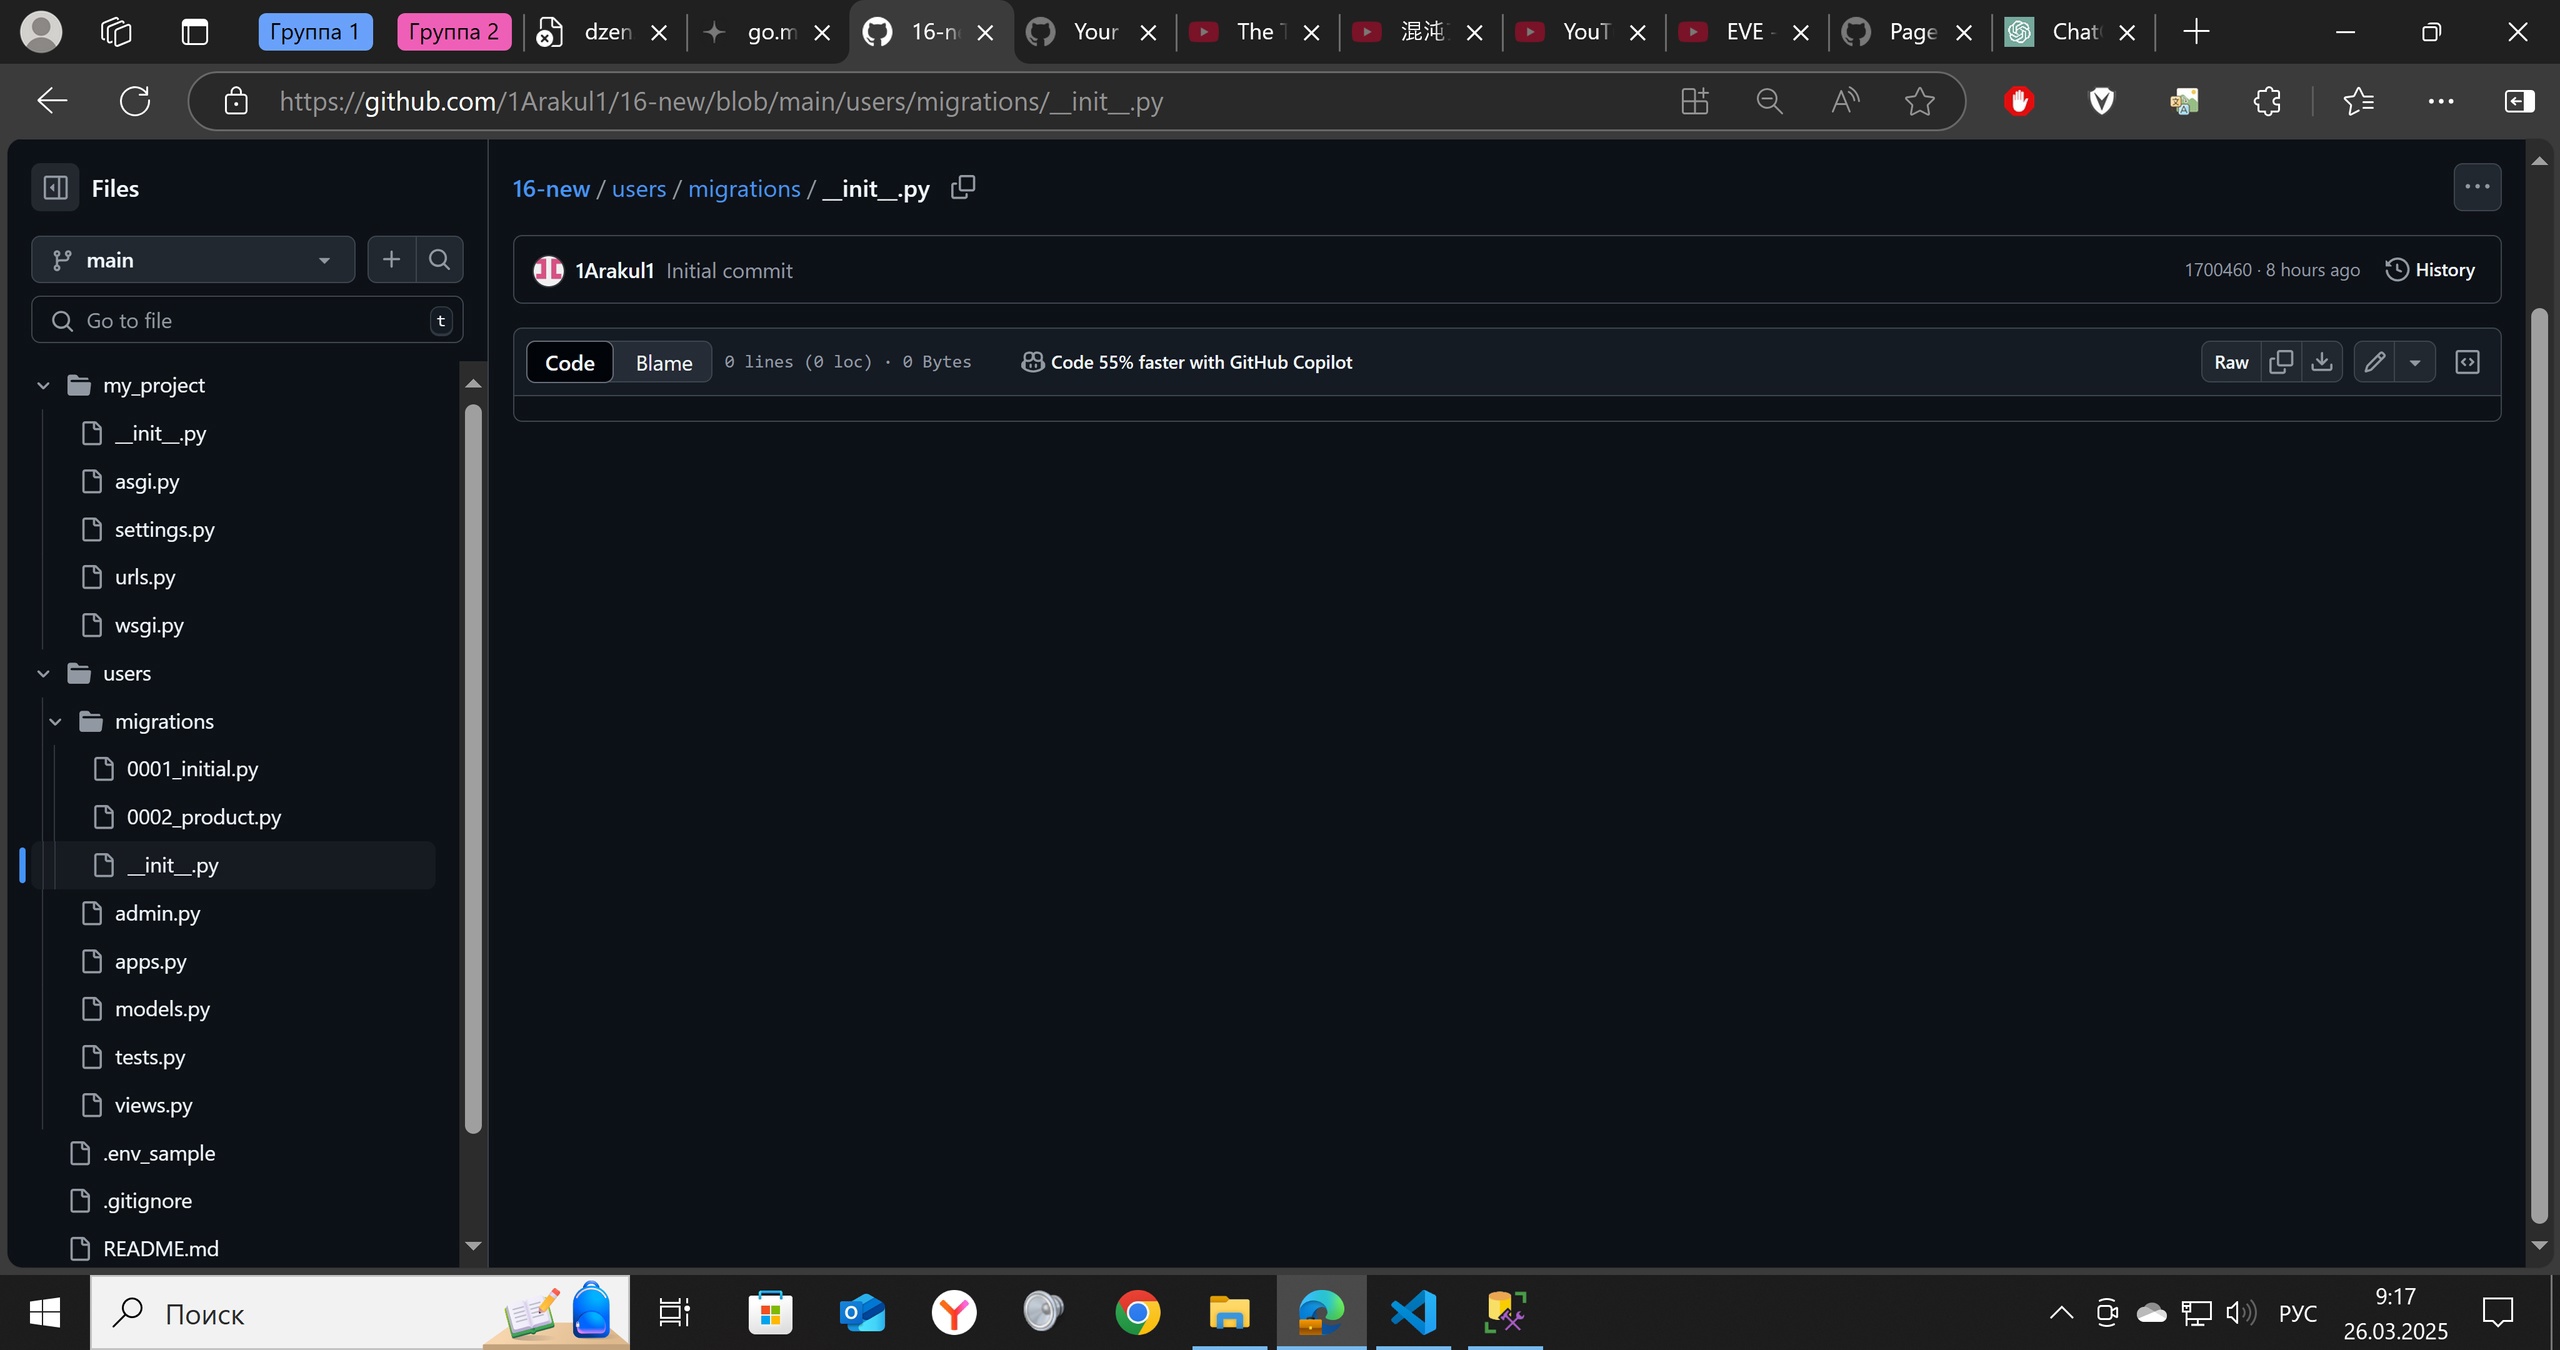 Группа 1
Группа 2
dzen
go.m
16-n
Your
The
混沌
YouT
EVE -
Page
Chat
https://github.com/1Arakul1/16-new/blob/main/users/migrations/__init__.py
Files
16-new / users / migrations / __init__.py
main
1Arakul1 Initial commit
1700460 · 8 hours ago
History
Go to file
t
Code
Blame
0 lines (0 loc) · 0 Bytes
Code 55% faster with GitHub Copilot
Raw
my_project
__init__.py
asgi.py
settings.py
urls.py
wsgi.py
users
migrations
0001_initial.py
0002_product.py
__init__.py
admin.py
apps.py
models.py
tests.py
views.py
.env_sample
.gitignore
README.md
Поиск
РУС
9:17
26.03.2025